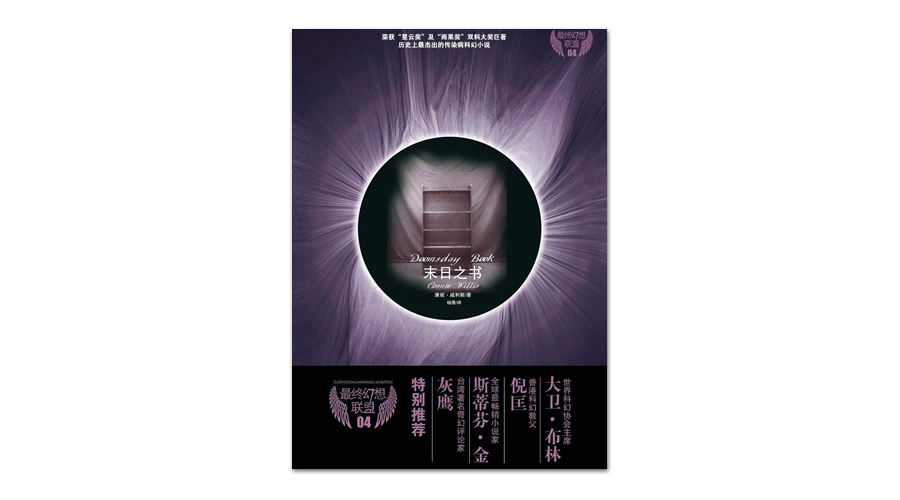 荣获“星云奖”及“雨果奖”双料大奖巨著
历史上最杰出的传染病科幻小说
最终幻想
联盟
04
Doomsday Book
末日之书
Connie Willis
康妮·威利斯/著
杨蓓/译
ZUIZHONGHUANXIANGLIANMENG
最终幻想
联盟
04
世界科幻协会主席
大卫·布林
香港科幻教父
倪匡
全球最畅销小说家
斯蒂芬·金
台湾著名奇幻评论家
灰鹰
特别推荐